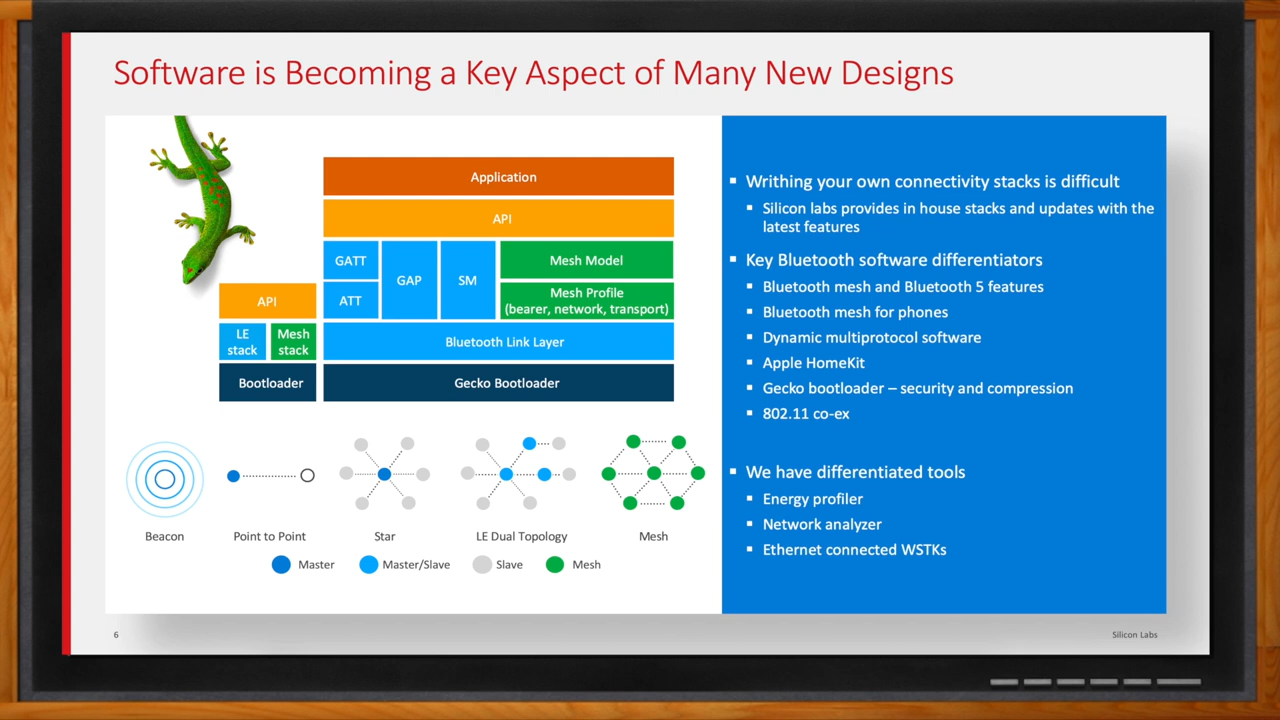 Software is Becoming a Key Aspect of Many New Designs
Application
API
GATT
GAP
SM
Mesh Model
ATT
Mesh Profile
(bearer, network, transport)
Bluetooth Link Layer
Gecko Bootloader
API
LE
stack
Mesh
stack
Bootloader
Beacon
Point to Point
Star
LE Dual Topology
Mesh
Master
Master/Slave
Slave
Mesh
Writhing your own connectivity stacks is difficult
Silicon labs provides in house stacks and updates with the
latest features
Key Bluetooth software differentiators
Bluetooth mesh and Bluetooth 5 features
Bluetooth mesh for phones
Dynamic multiprotocol software
Apple HomeKit
Gecko bootloader – security and compression
802.11 co-ex
We have differentiated tools
Energy profiler
Network analyzer
Ethernet connected WSTKs
6
Silicon Labs